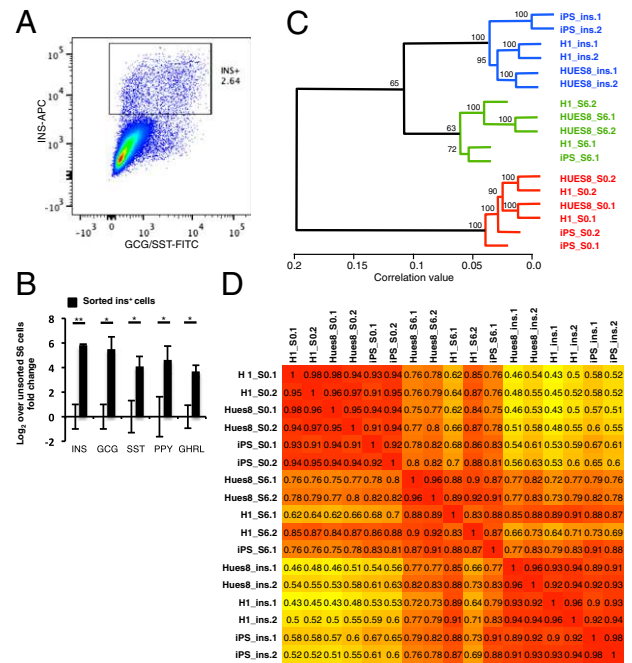 A
INS-APC
10⁵
10⁴
10³
0
-10³
INS+
2.64
-10³ 0 10³ 10⁴ 10⁵
GCG/SST-FITC
B
Sorted ins⁺ cells
Log₂ over unsorted S6 cells
fold change
8
6
4
2
0
-2
** * * * *
INS GCG SST PPY GHRL
C
iPS_ins.1
iPS_ins.2
H1_ins.1
H1_ins.2
HUES8_ins.1
HUES8_ins.2
H1_S6.2
HUES8_S6.1
HUES8_S6.2
H1_S6.1
iPS_S6.1
HUES8_S0.2
H1_S0.2
HUES8_S0.1
H1_S0.1
iPS_S0.2
iPS_S0.1
100
100
100
95
100
65
100
100
63
72
100
90
100
100
100
100
0.2 0.15 0.1 0.05 0.0
Correlation value
D
H1_S0.1 H1_S0.2 Hues8_S0.1 Hues8_S0.2 iPS_S0.1 iPS_S0.2 Hues8_S6.1 Hues8_S6.2 H1_S6.1 H1_S6.2 iPS_S6.1 Hues8_ins.1 Hues8_ins.2 H1_ins.1 H1_ins.2 iPS_ins.1 iPS_ins.2
H1_S0.1 1 0.98 0.98 0.94 0.93 0.94 0.76 0.78 0.62 0.85 0.76 0.46 0.54 0.43 0.5 0.58 0.52
H1_S0.2 0.95 1 0.96 0.97 0.91 0.95 0.76 0.79 0.64 0.87 0.75 0.48 0.55 0.45 0.52 0.58 0.52
Hues8_S0.1 0.98 0.96 1 0.95 0.94 0.94 0.75 0.77 0.62 0.84 0.75 0.46 0.53 0.43 0.5 0.57 0.51
Hues8_S0.2 0.94 0.97 0.95 1 0.91 0.94 0.77 0.8 0.66 0.87 0.78 0.51 0.58 0.48 0.55 0.6 0.55
iPS_S0.1 0.93 0.91 0.94 0.91 1 0.92 0.78 0.82 0.68 0.86 0.83 0.54 0.61 0.53 0.59 0.67 0.61
iPS_S0.2 0.94 0.95 0.94 0.94 0.92 1 0.8 0.82 0.7 0.88 0.81 0.56 0.63 0.53 0.6 0.65 0.6
Hues8_S6.1 0.76 0.76 0.75 0.77 0.78 0.8 1 0.96 0.88 0.9 0.87 0.77 0.82 0.72 0.77 0.81 0.76
Hues8_S6.2 0.78 0.79 0.77 0.8 0.82 0.82 0.96 1 0.89 0.92 0.91 0.77 0.83 0.73 0.79 0.82 0.78
H1_S6.1 0.62 0.64 0.62 0.66 0.68 0.7 0.88 0.89 1 0.83 0.88 0.85 0.88 0.89 0.91 0.88 0.87
H1_S6.2 0.85 0.87 0.84 0.87 0.86 0.88 0.9 0.92 0.83 1 0.87 0.66 0.73 0.64 0.71 0.73 0.69
iPS_S6.1 0.76 0.76 0.75 0.78 0.83 0.81 0.87 0.91 0.88 0.87 1 0.77 0.83 0.79 0.83 0.91 0.88
Hues8_ins.1 0.46 0.48 0.46 0.51 0.54 0.56 0.77 0.77 0.85 0.66 0.77 1 0.96 0.93 0.94 0.89 0.91
Hues8_ins.2 0.54 0.55 0.53 0.58 0.61 0.63 0.82 0.83 0.88 0.73 0.83 0.96 1 0.92 0.94 0.92 0.93
H1_ins.1 0.43 0.45 0.43 0.48 0.53 0.53 0.72 0.73 0.89 0.64 0.79 0.93 0.92 1 0.96 0.9 0.93
H1_ins.2 0.5 0.52 0.5 0.55 0.59 0.6 0.77 0.79 0.91 0.71 0.83 0.94 0.94 0.96 1 0.92 0.94
iPS_ins.1 0.58 0.58 0.57 0.6 0.67 0.65 0.81 0.82 0.88 0.73 0.91 0.89 0.92 0.9 0.92 1 0.98
iPS_ins.2 0.52 0.52 0.51 0.55 0.61 0.6 0.76 0.78 0.87 0.69 0.88 0.91 0.93 0.93 0.94 0.98 1